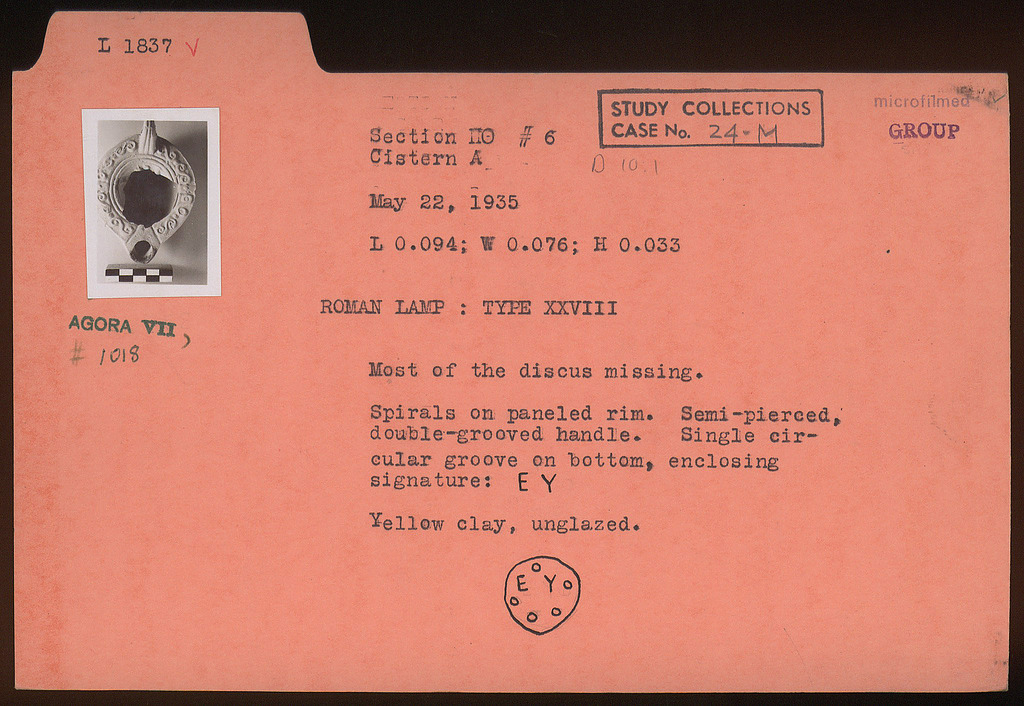 L 1837 V
STUDY COLLECTIONS
CASE No. 24-M
microfilmed
GROUP
Section ΠΟ # 6
Cistern A
D 10.1
May 22, 1935
L 0.094; W 0.076; H 0.033
ROMAN LAMP : TYPE XXVIII
AGORA VII,
# 1018
Most of the discus missing.
Spirals on paneled rim. Semi-pierced,
double-grooved handle. Single cir-
cular groove on bottom, enclosing
signature: E Y
Yellow clay, unglazed.
E Y